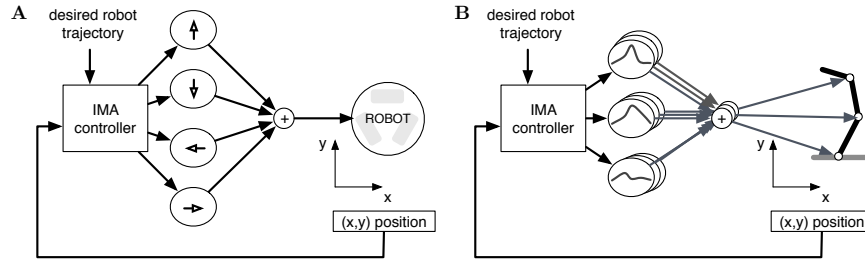 A
desired robot
trajectory
IMA
controller
+
ROBOT
y
x
(x,y) position
B
desired robot
trajectory
IMA
controller
+
y
x
(x,y) position